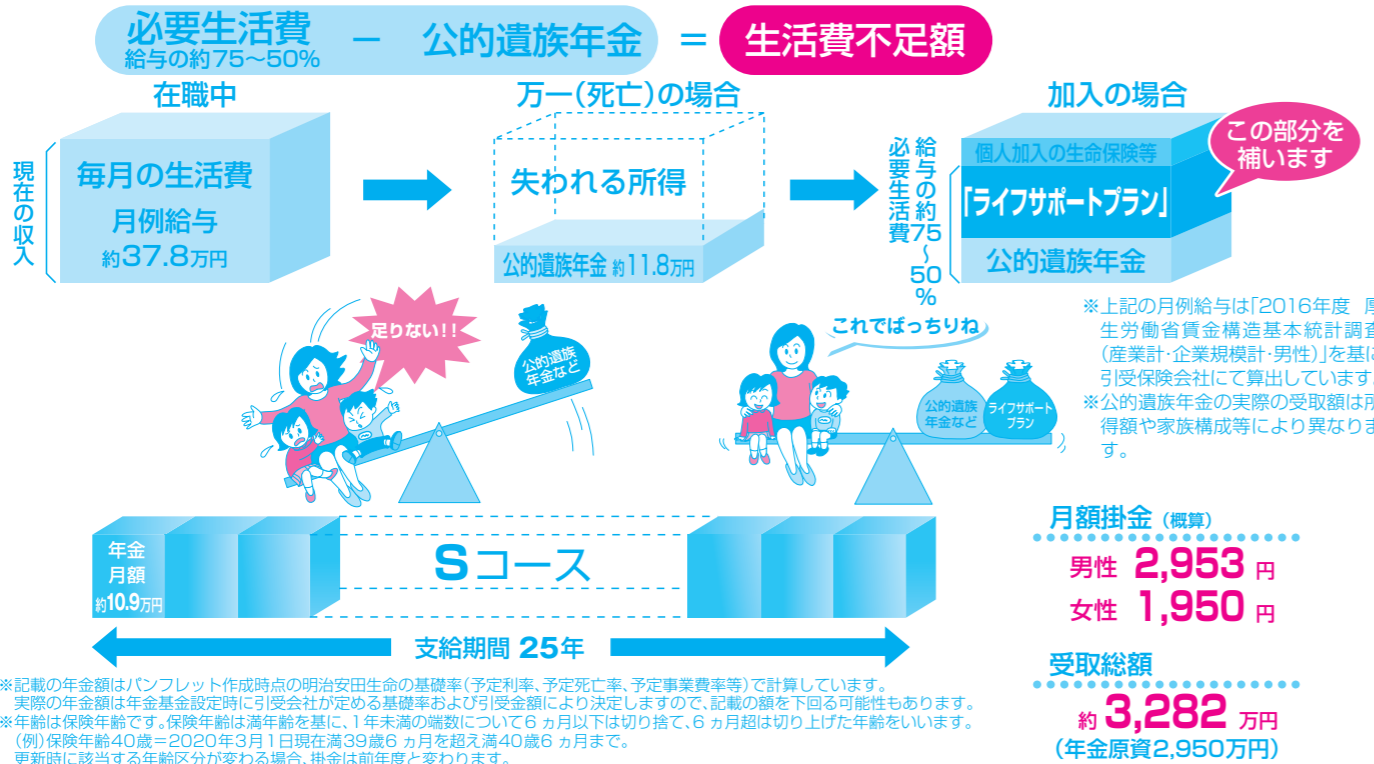 必要生活費
給与の約75～50%
－
公的遺族年金
＝
生活費不足額
在職中
現在の収入
毎月の生活費
月例給与
約37.8万円
万一(死亡)の場合
失われる所得
公的遺族年金 約11.8万円
加入の場合
給与の約75～50%
必要生活費
個人加入の生命保険等
「ライフサポートプラン」
公的遺族年金
この部分を
補います
足りない!!
公的遺族
年金など
これでばっちりね
公的遺族
年金など
ライフサポート
プラン
※上記の月例給与は「2016年度 厚
生労働省賃金構造基本統計調査
(産業計・企業規模計・男性)」を基に
引受保険会社にて算出しています。
※公的遺族年金の実際の受取額は所
得額や家族構成等により異なりま
す。
年金
月額
約10.9万円
Sコース
支給期間 25年
月額掛金 (概算)
男性 2,953 円
女性 1,950 円
受取総額
約 3,282 万円
(年金原資2,950万円)
※記載の年金額はパンフレット作成時点の明治安田生命の基礎率(予定利率、予定死亡率、予定事業費率等)で計算しています。
実際の年金額は年金基金設定時に引受会社が定める基礎率および引受金額により決定しますので、記載の額を下回る可能性もあります。
※年齢は保険年齢です。保険年齢は満年齢を基に、1年未満の端数について6ヵ月以下は切り捨て、6ヵ月超は切り上げた年齢をいいます。
(例)保険年齢40歳＝2020年3月1日現在満39歳6ヵ月を超え満40歳6ヵ月まで。
更新時に該当する年齢区分が変わる場合、掛金は前年度と変わります。